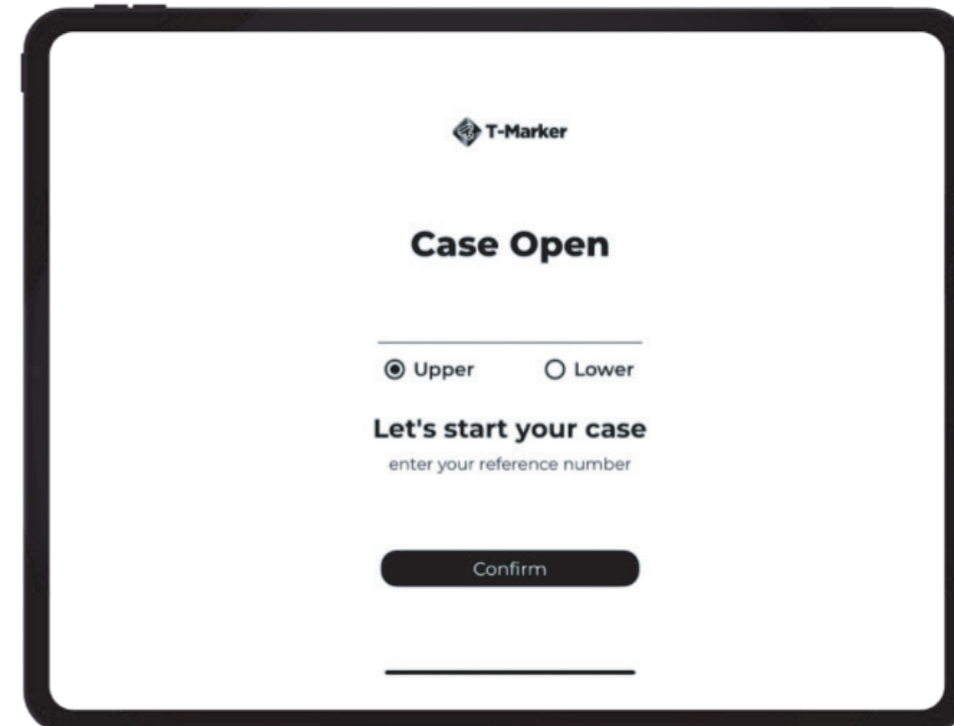 T-Marker
Case Open
Upper Lower
Let's start your case
enter your reference number
Confirm